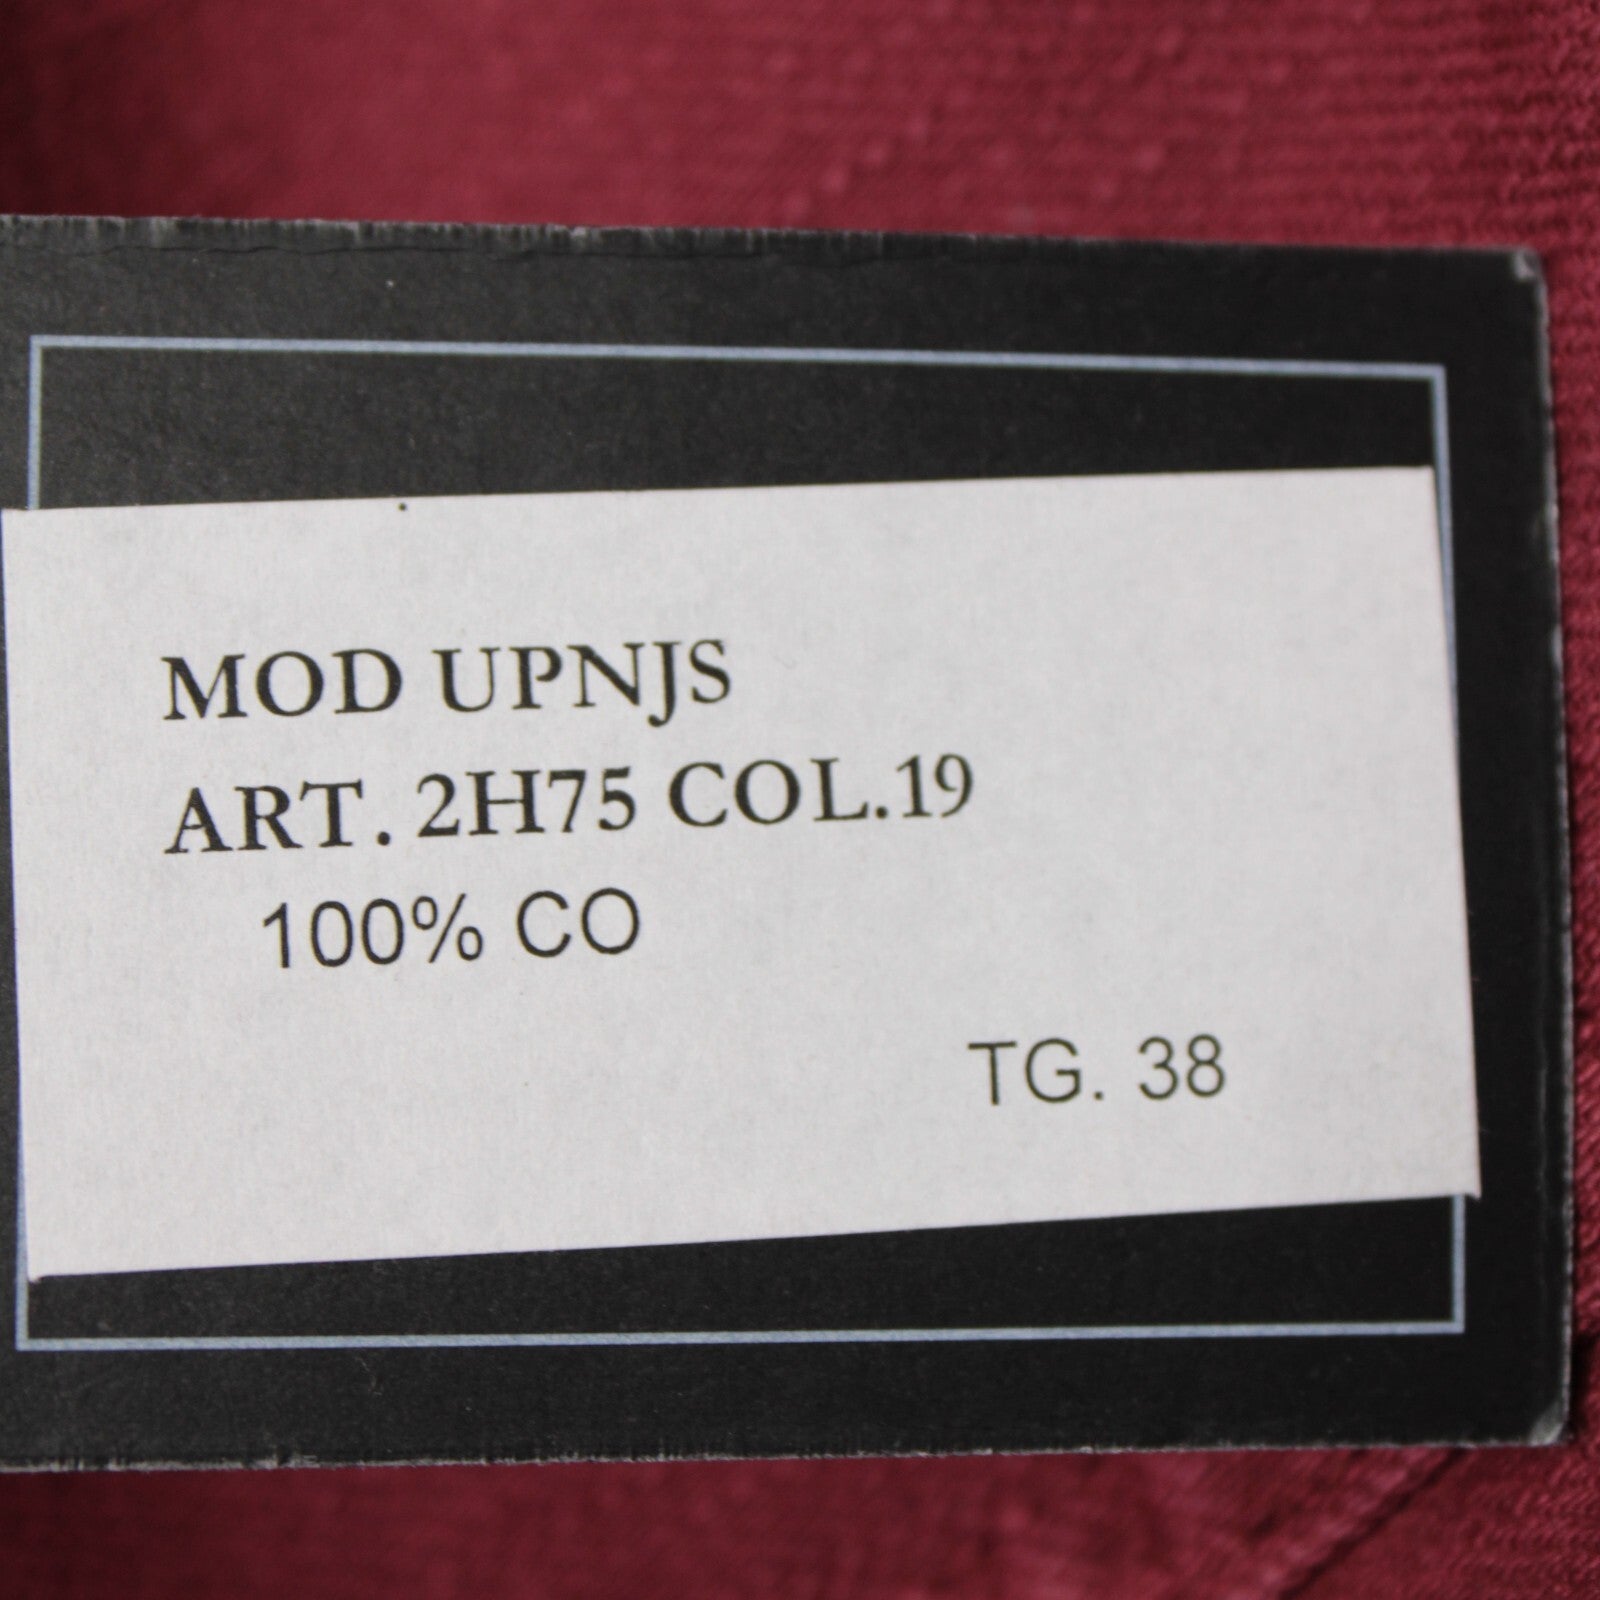 MOD UPNJS
ART. 2H75 COL.19
100% CO
TG. 38